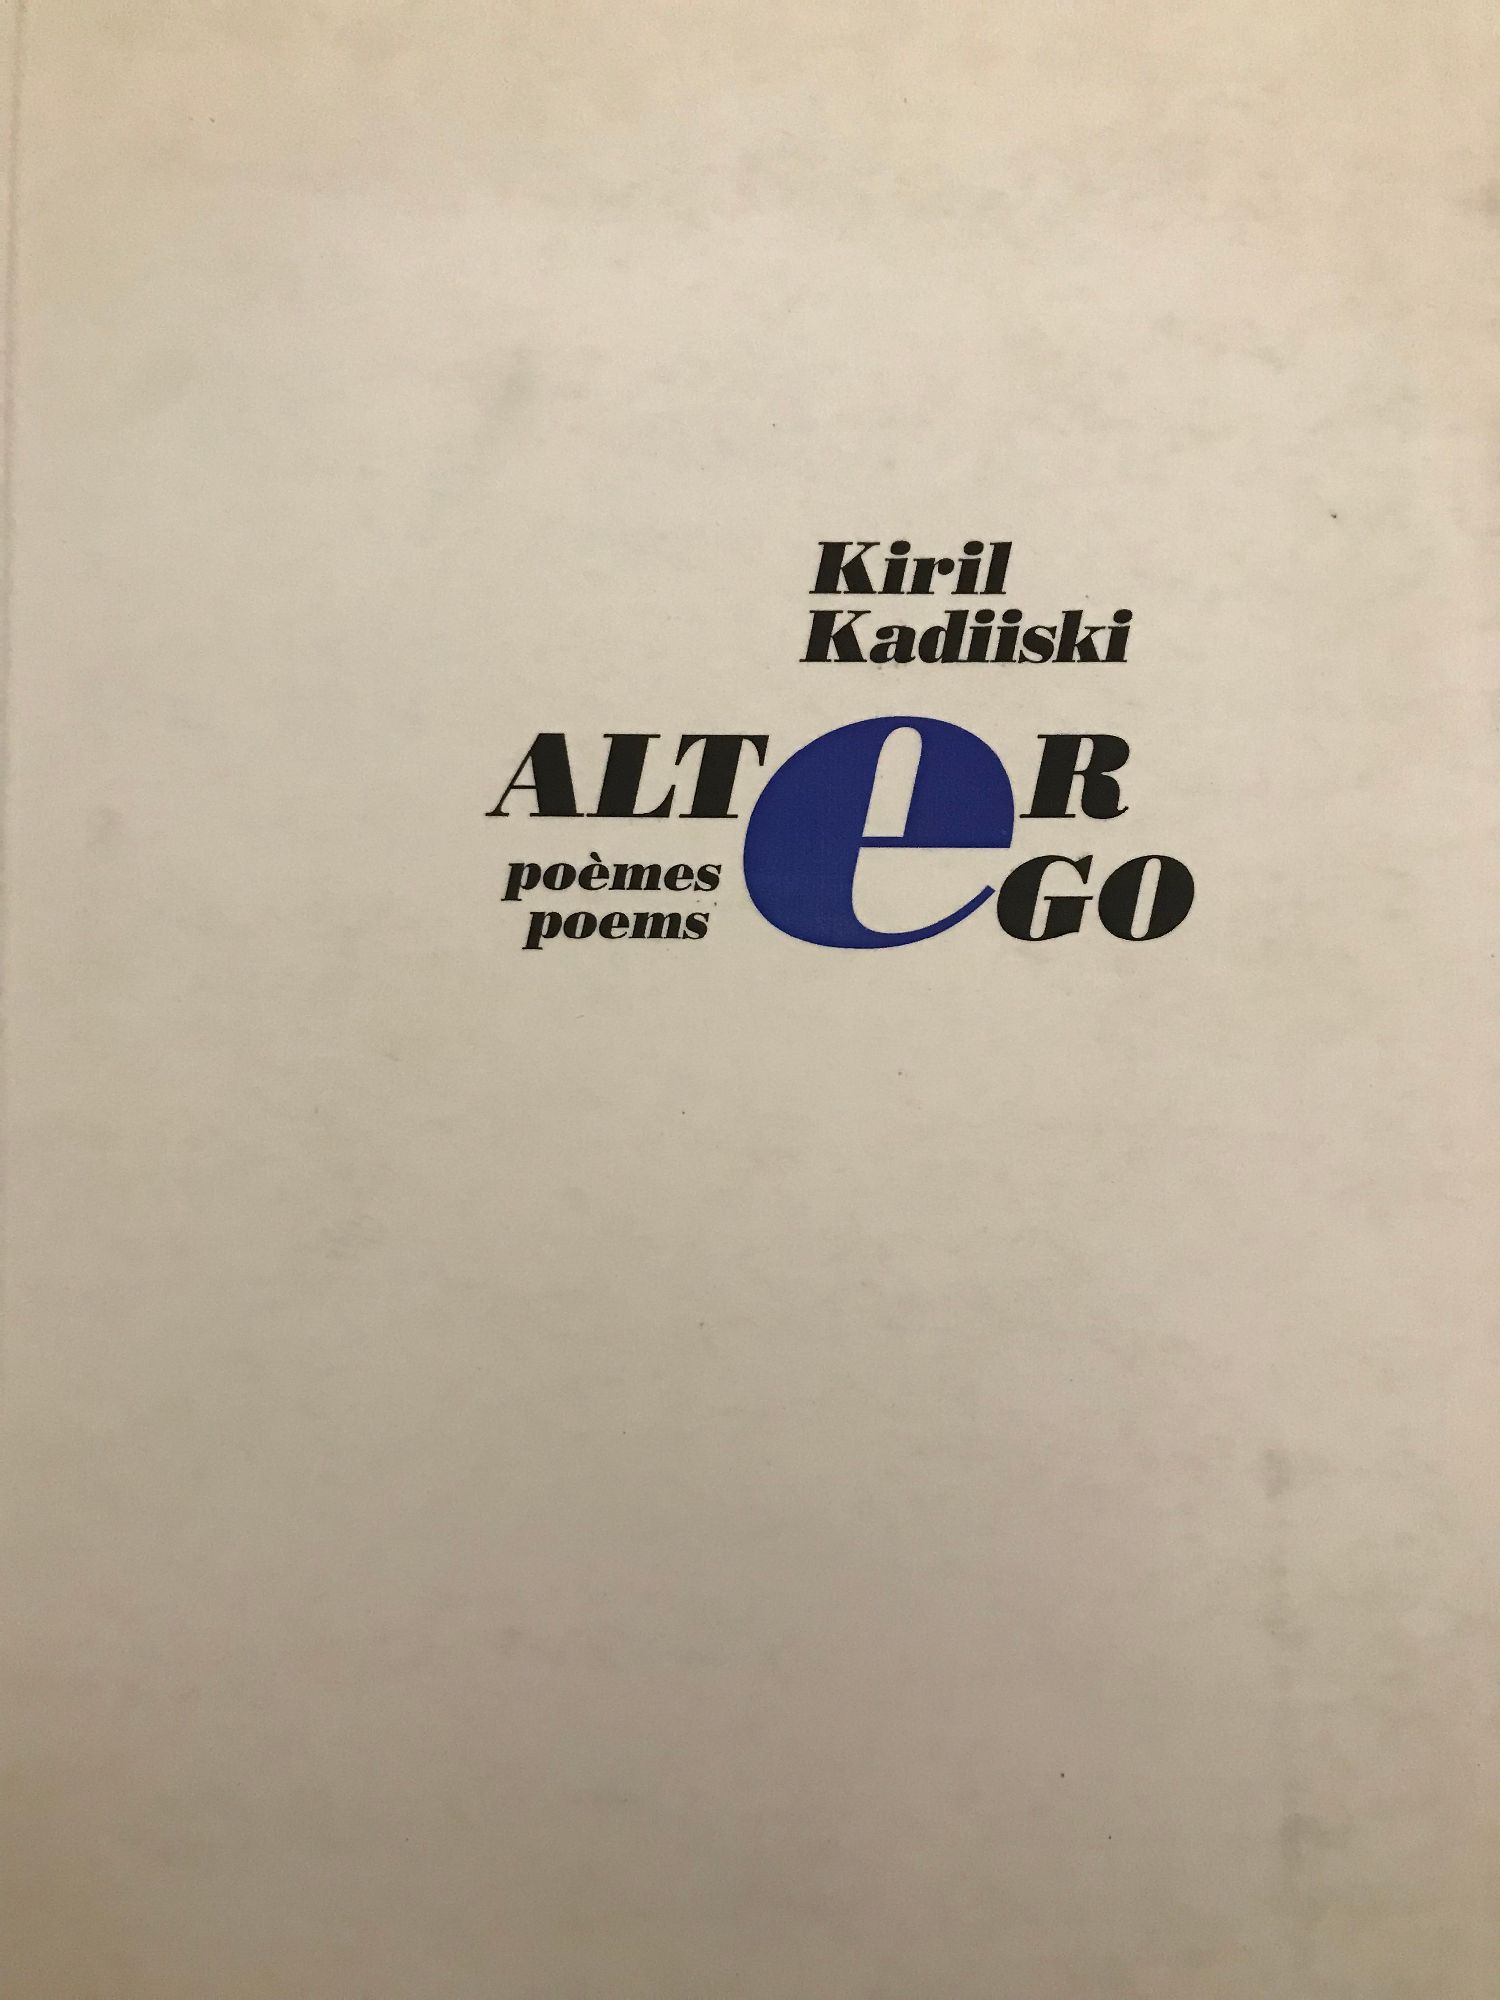 Kiril
Kadiiski
ALTeR
eGO
poèmes
poems